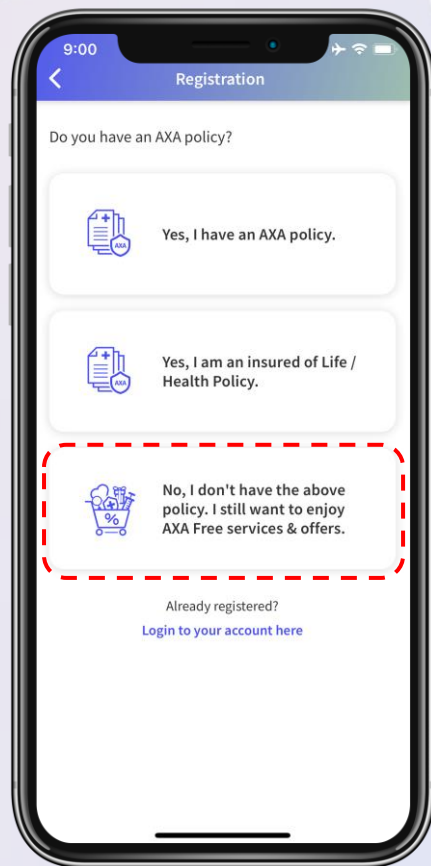 9:00
Registration
Do you have an AXA policy?
AXA
Yes, I have an AXA policy.
AXA
Yes, I am an insured of Life /
Health Policy.
%
No, I don't have the above
policy. I still want to enjoy
AXA Free services & offers.
Already registered?
Login to your account here